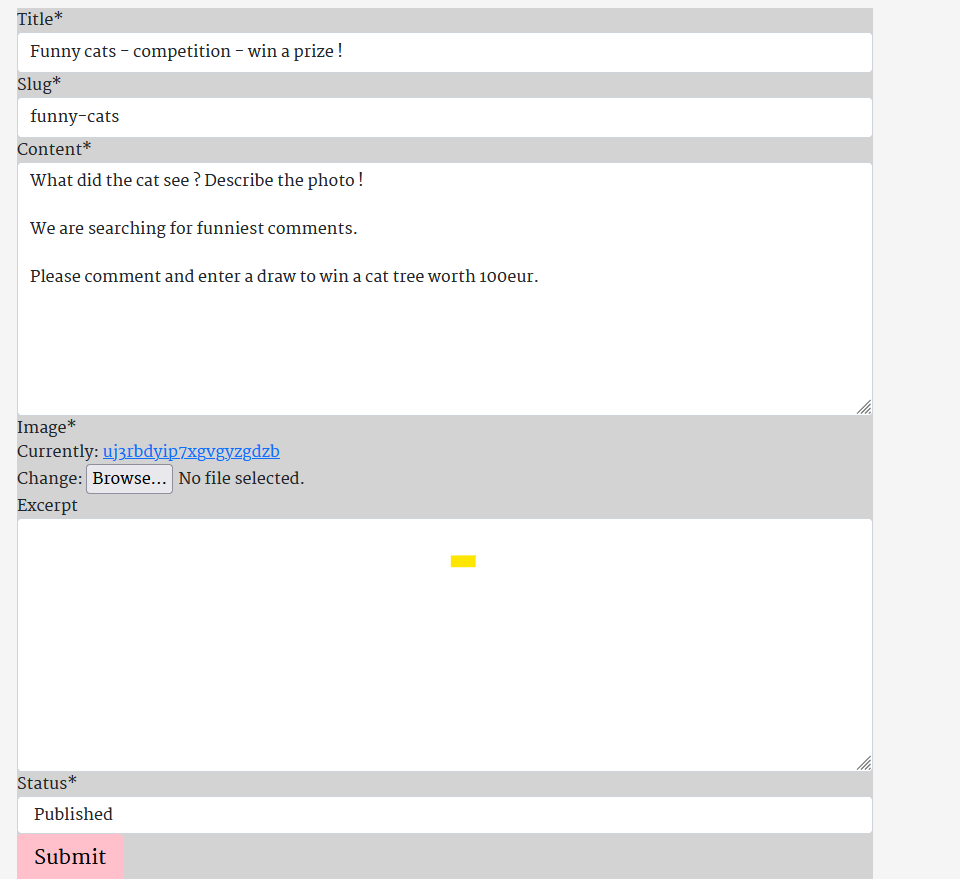 Title*
Funny cats - competition - win a prize !
Slug*
funny-cats
Content*
What did the cat see ? Describe the photo !
We are searching for funniest comments.
Please comment and enter a draw to win a cat tree worth 100eur.
Image*
Currently: uj3rbdyip7xgvgyzgdzb
Change: Browse... No file selected.
Excerpt
Status*
Published
Submit